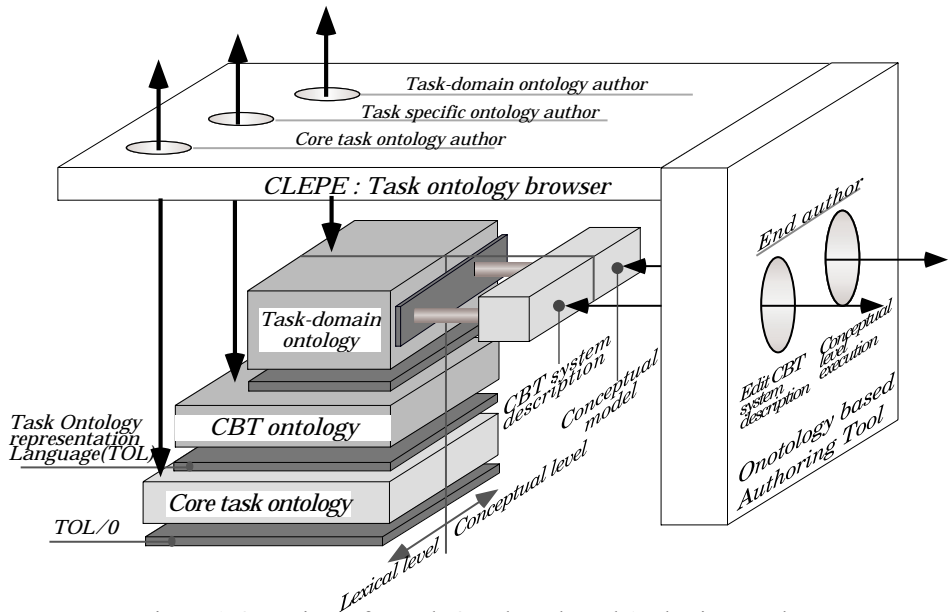 Task-domain ontology author
Task specific ontology author
Core task ontology author
CLEPE : Task ontology browser
End author
Task-domain
ontology
CBT system
description
Conceptual
model
Edit CBT
system
description
Conceptual
level
execution
Onotology based
Authoring Tool
CBT ontology
Task Ontology
representation
Language(TOL)
Core task ontology
TOL/0
Lexical level
Conceptual level